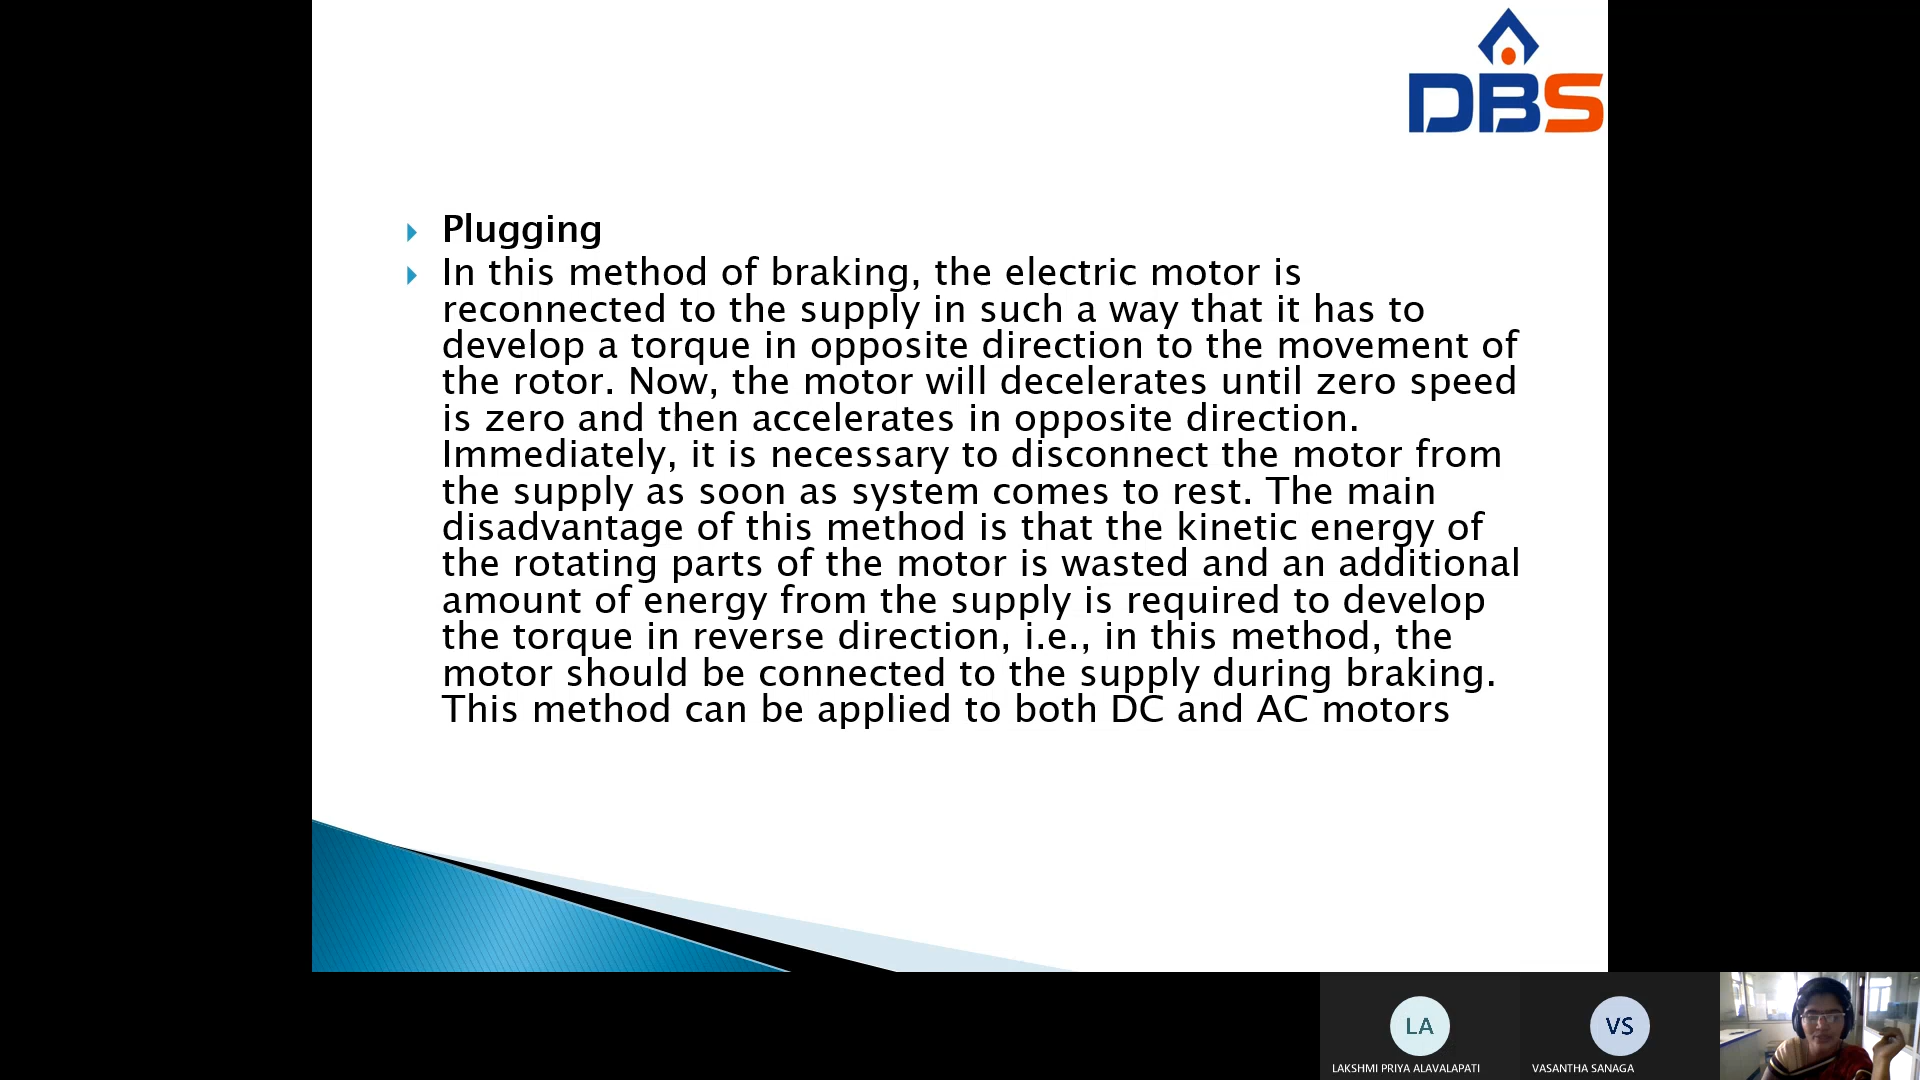 DBS
Plugging
In this method of braking, the electric motor is
reconnected to the supply in such a way that it has to
develop a torque in opposite direction to the movement of
the rotor. Now, the motor will decelerates until zero speed
is zero and then accelerates in opposite direction.
Immediately, it is necessary to disconnect the motor from
the supply as soon as system comes to rest. The main
disadvantage of this method is that the kinetic energy of
the rotating parts of the motor is wasted and an additional
amount of energy from the supply is required to develop
the torque in reverse direction, i.e., in this method, the
motor should be connected to the supply during braking.
This method can be applied to both DC and AC motors
LA
VS
LAKSHMI PRIYA ALAVALAPATI
VASANTHA SANAGA